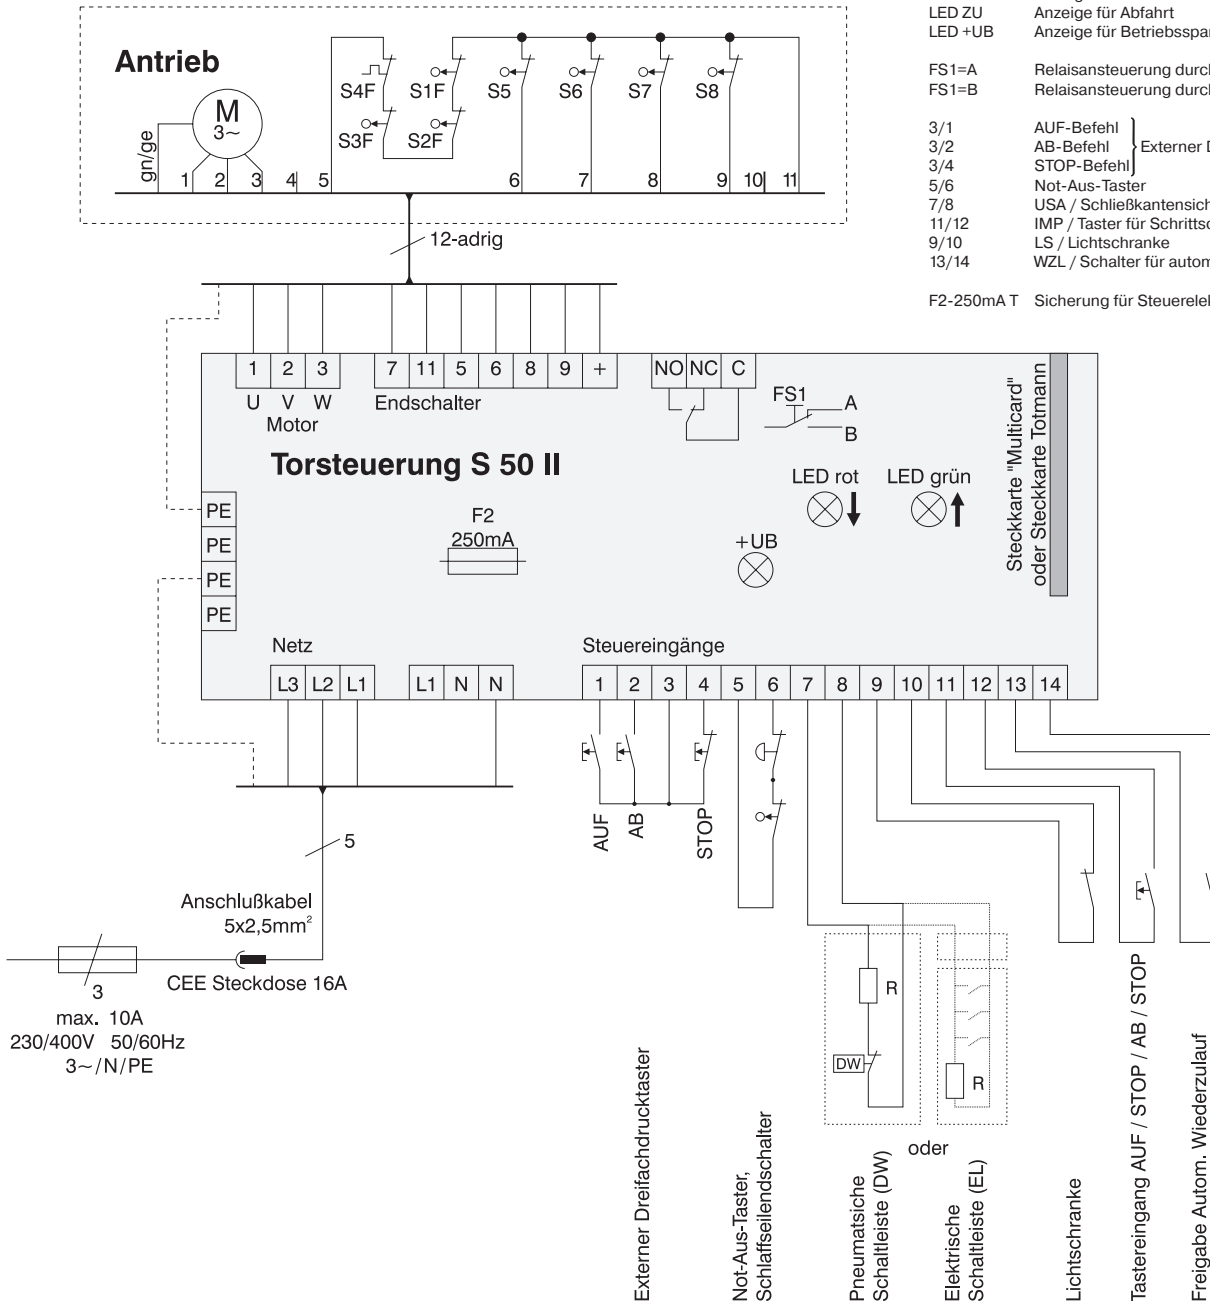 LED ZU Anzeige für Abfahrt
LED +UB Anzeige für
FS1=A Relaisansteuerung
FS1=B Relaisansteuerung
3/1 AUF-Befehl
3/2 AB-Befehl Externer
3/4 STOP-Befehl
5/6 Not-Aus-Taster
7/8 USA /
11/12 IMP / Taster für
9/10 LS / Lichtschranke
13/14 WZL / Schalter für
F2-250mA T Sicherung für
Antrieb
M
3~
gn/ge
S4F S1F S5 S6 S7 S8
S3F S2F
1 2 3 4 5 6 7 8 9 10 11
12-adrig
1 2 3 7 11 5 6 8 9 + NO NC C
U V W Endschalter
Motor
FS1
A
B
Torsteuerung S 50 II
LED rot LED grün
Steckkarte "Multicard"
oder Steckkarte Totmann
PE
PE
PE
PE
F2
250mA
+UB
Netz Steuereingänge
L3 L2 L1 L1 N N 1 2 3 4 5 6 7 8 9 10 11 12 13 14
AUF
AB
STOP
5
Anschlußkabel
5x2,5mm²
CEE Steckdose 16A
3
max. 10A
230/400V 50/60Hz
3~/N/PE
R
DW
R
oder
Externer Dreifachdrucktaster
Not-Aus-Taster,
Schlaffseilendschalter
Pneumatsiche
Schaltleiste (DW)
Elektrische
Schaltleiste (EL)
Lichtschranke
Tastereingang AUF / STOP / AB / STOP
Freigabe Autom. Wiederzulauf